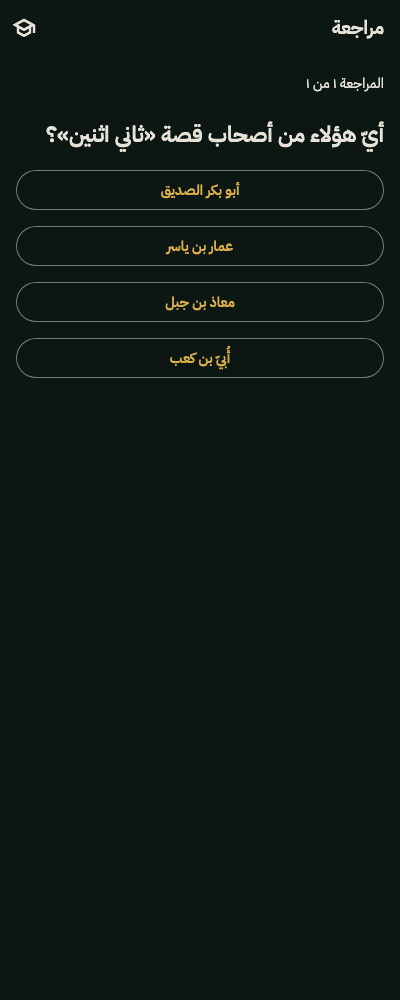 مراجعة
المراجعة ١ من ١
أيّ هؤلاء من أصحاب قصة «ثاني اثنين»؟
أبو بكر الصديق
عمار بن ياسر
معاذ بن جبل
أُبيّ بن كعب